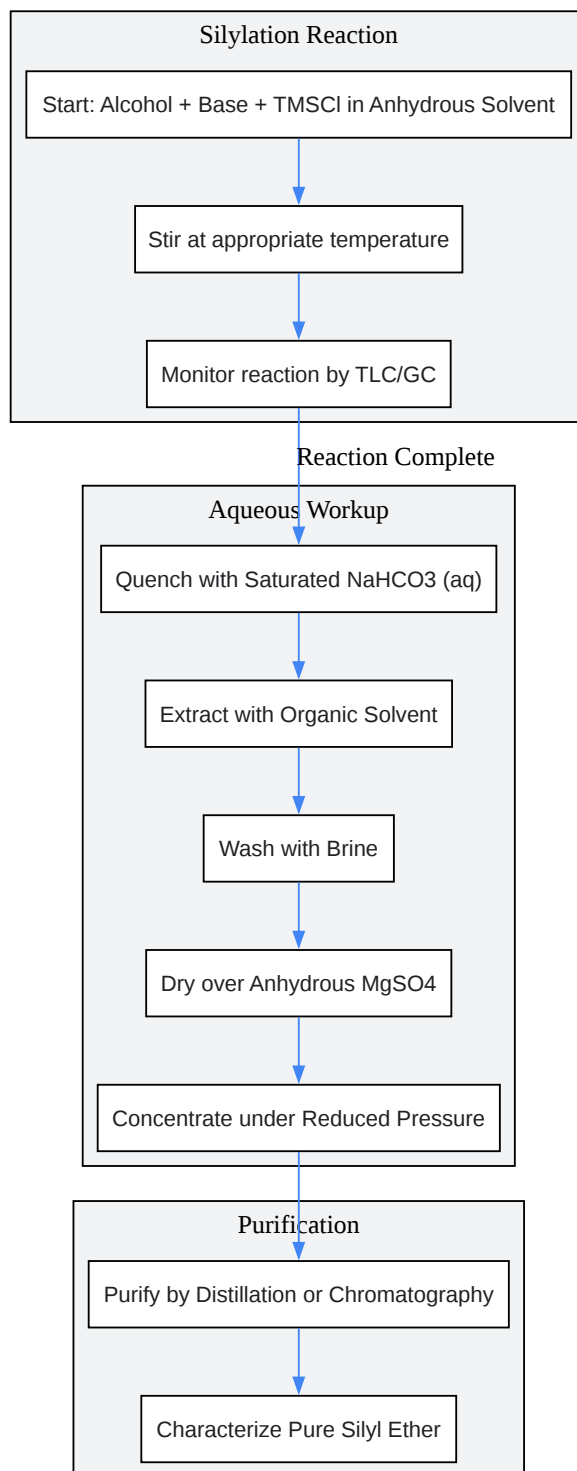 Silylation Reaction
Start: Alcohol + Base + TMSCl in Anhydrous Solvent
Stir at appropriate temperature
Monitor reaction by TLC/GC
Reaction Complete
Aqueous Workup
Quench with Saturated NaHCO3 (aq)
Extract with Organic Solvent
Wash with Brine
Dry over Anhydrous MgSO4
Concentrate under Reduced Pressure
Purification
Purify by Distillation or Chromatography
Characterize Pure Silyl Ether